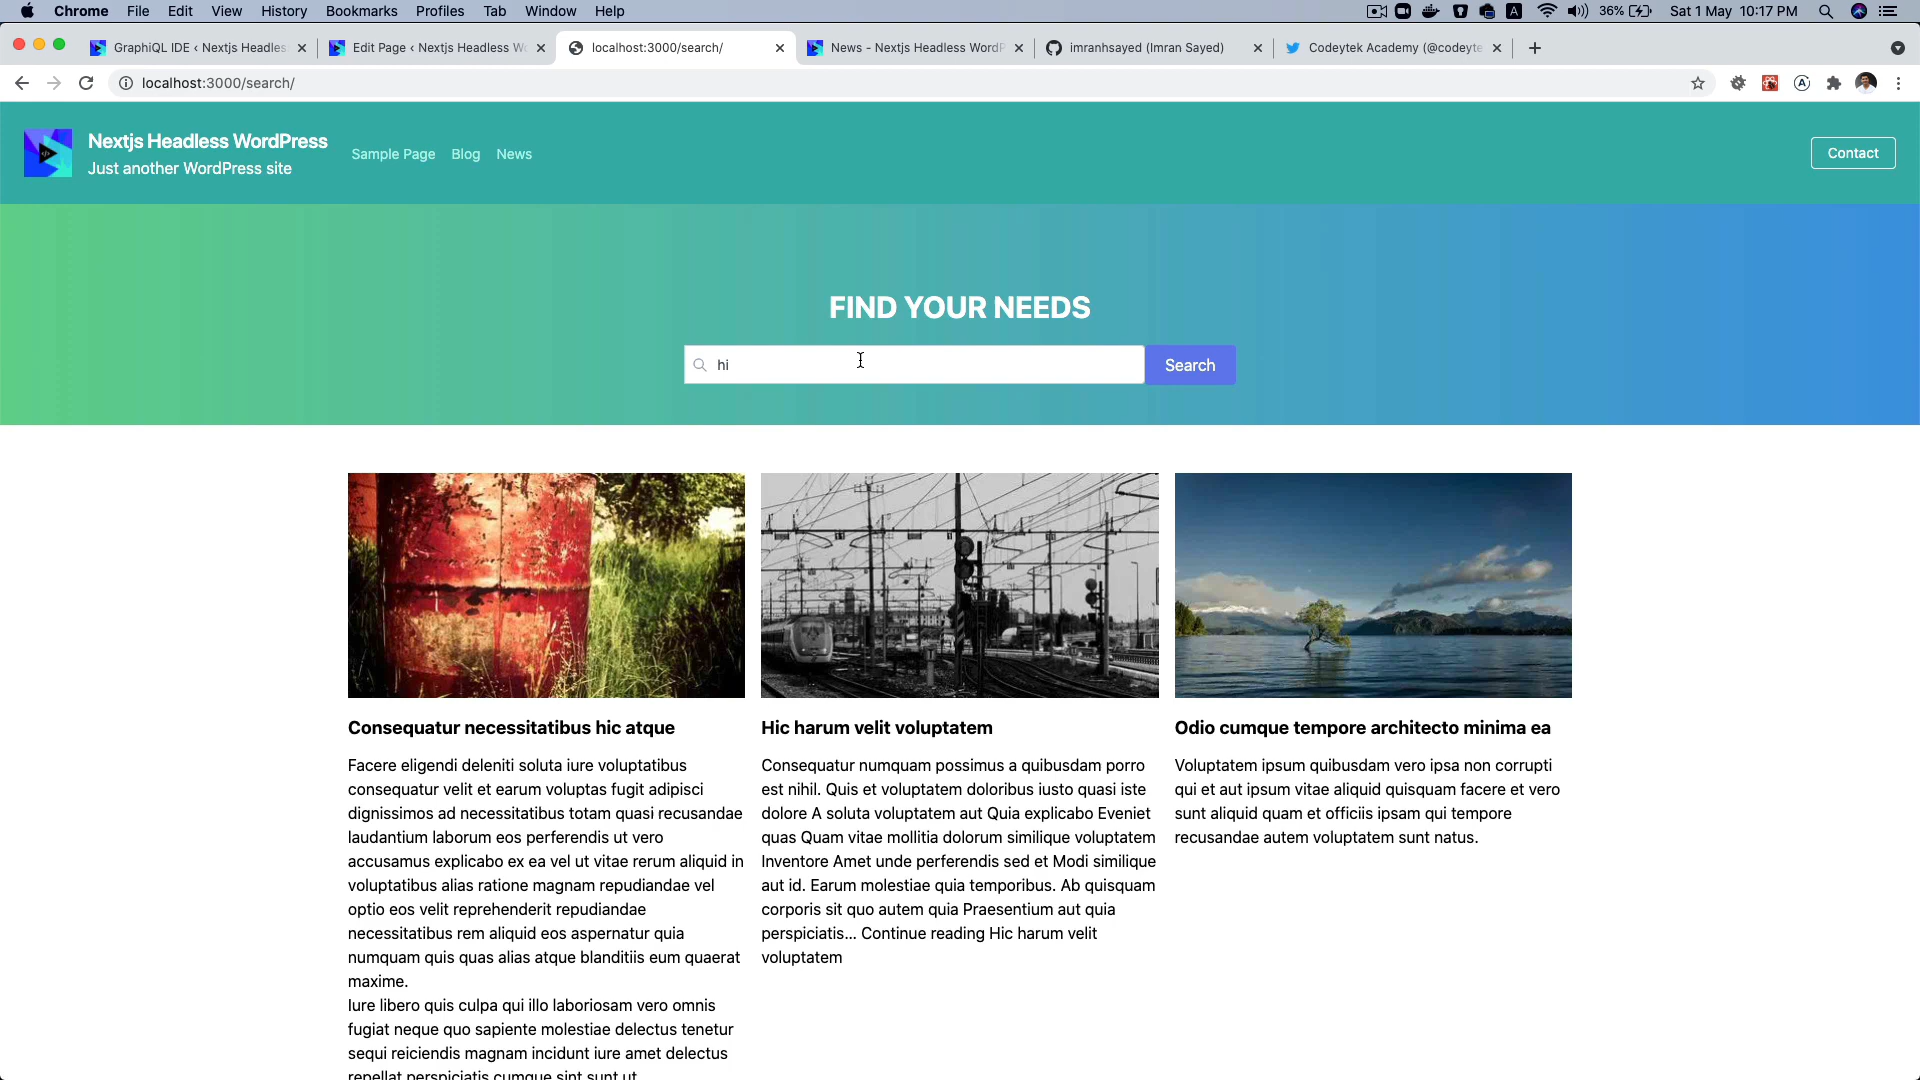 Chrome File Edit View History Bookmarks Profiles Tab Window Help A 36% Sat 1 May 10:17 PM
GraphiQL IDE ‹ Nextjs Headles Edit Page ‹ Nextjs Headless Wo localhost:3000/search/ News - Nextjs Headless WordP imranhsayed (Imran Sayed) Codeytek Academy (@codeyte
localhost:3000/search/
Nextjs Headless WordPress
Just another WordPress site
Sample Page Blog News
Contact
FIND YOUR NEEDS
hi
Search
Consequatur necessitatibus hic atque
Facere eligendi deleniti soluta iure voluptatibus
consequatur velit et earum voluptas fugit adipisci
dignissimos ad necessitatibus totam quasi recusandae
laudantium laborum eos perferendis ut vero
accusamus explicabo ex ea vel ut vitae rerum aliquid in
voluptatibus alias ratione magnam repudiandae vel
optio eos velit reprehenderit repudiandae
necessitatibus rem aliquid eos aspernatur quia
numquam quis quas alias atque blanditiis eum quaerat
maxime.
Iure libero quis culpa qui illo laboriosam vero omnis
fugiat neque quo sapiente molestiae delectus tenetur
sequi reiciendis magnam incidunt iure amet delectus
repellat perspiciatis cumque sint sunt ut
Hic harum velit voluptatem
Consequatur numquam possimus a quibusdam porro
est nihil. Quis et voluptatem doloribus iusto quasi iste
dolore A soluta voluptatem aut Quia explicabo Eveniet
quas Quam vitae mollitia dolorum similique voluptatem
Inventore Amet unde perferendis sed et Modi similique
aut id. Earum molestiae quia temporibus. Ab quisquam
corporis sit quo autem quia Praesentium aut quia
perspiciatis... Continue reading Hic harum velit
voluptatem
Odio cumque tempore architecto minima ea
Voluptatem ipsum quibusdam vero ipsa non corrupti
qui et aut ipsum vitae aliquid quisquam facere et vero
sunt aliquid quam et officiis ipsam qui tempore
recusandae autem voluptatem sunt natus.